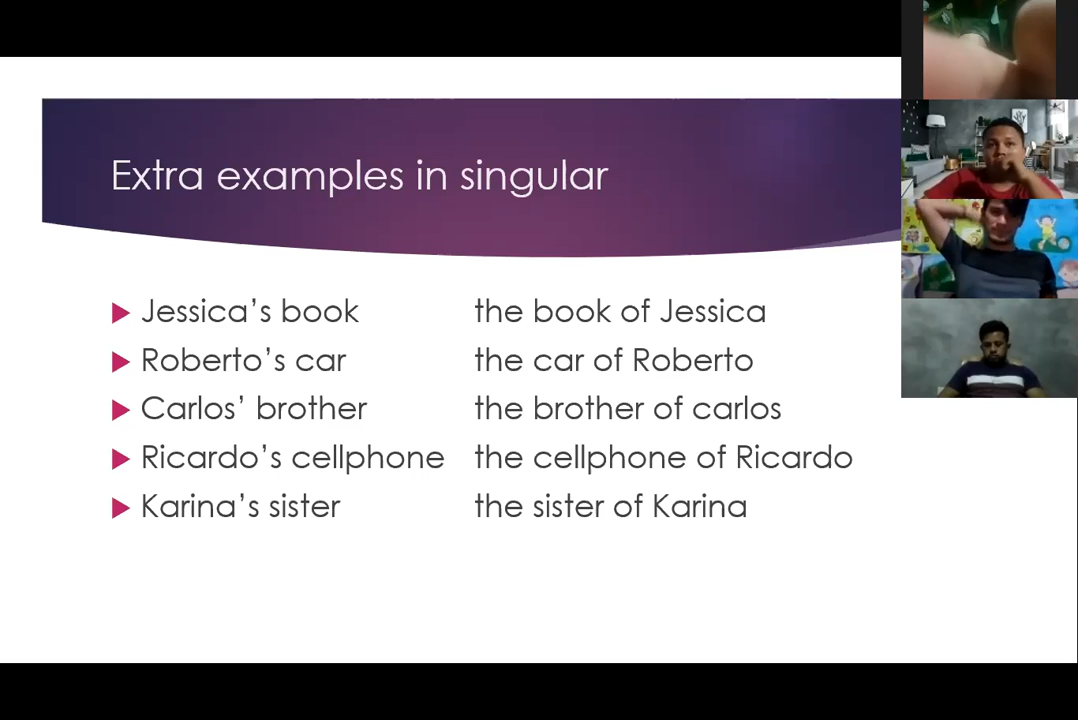 Extra examples in singular
Jessica’s book the book of Jessica
Roberto’s car the car of Roberto
Carlos’ brother the brother of carlos
Ricardo’s cellphone the cellphone of Ricardo
Karina’s sister the sister of Karina